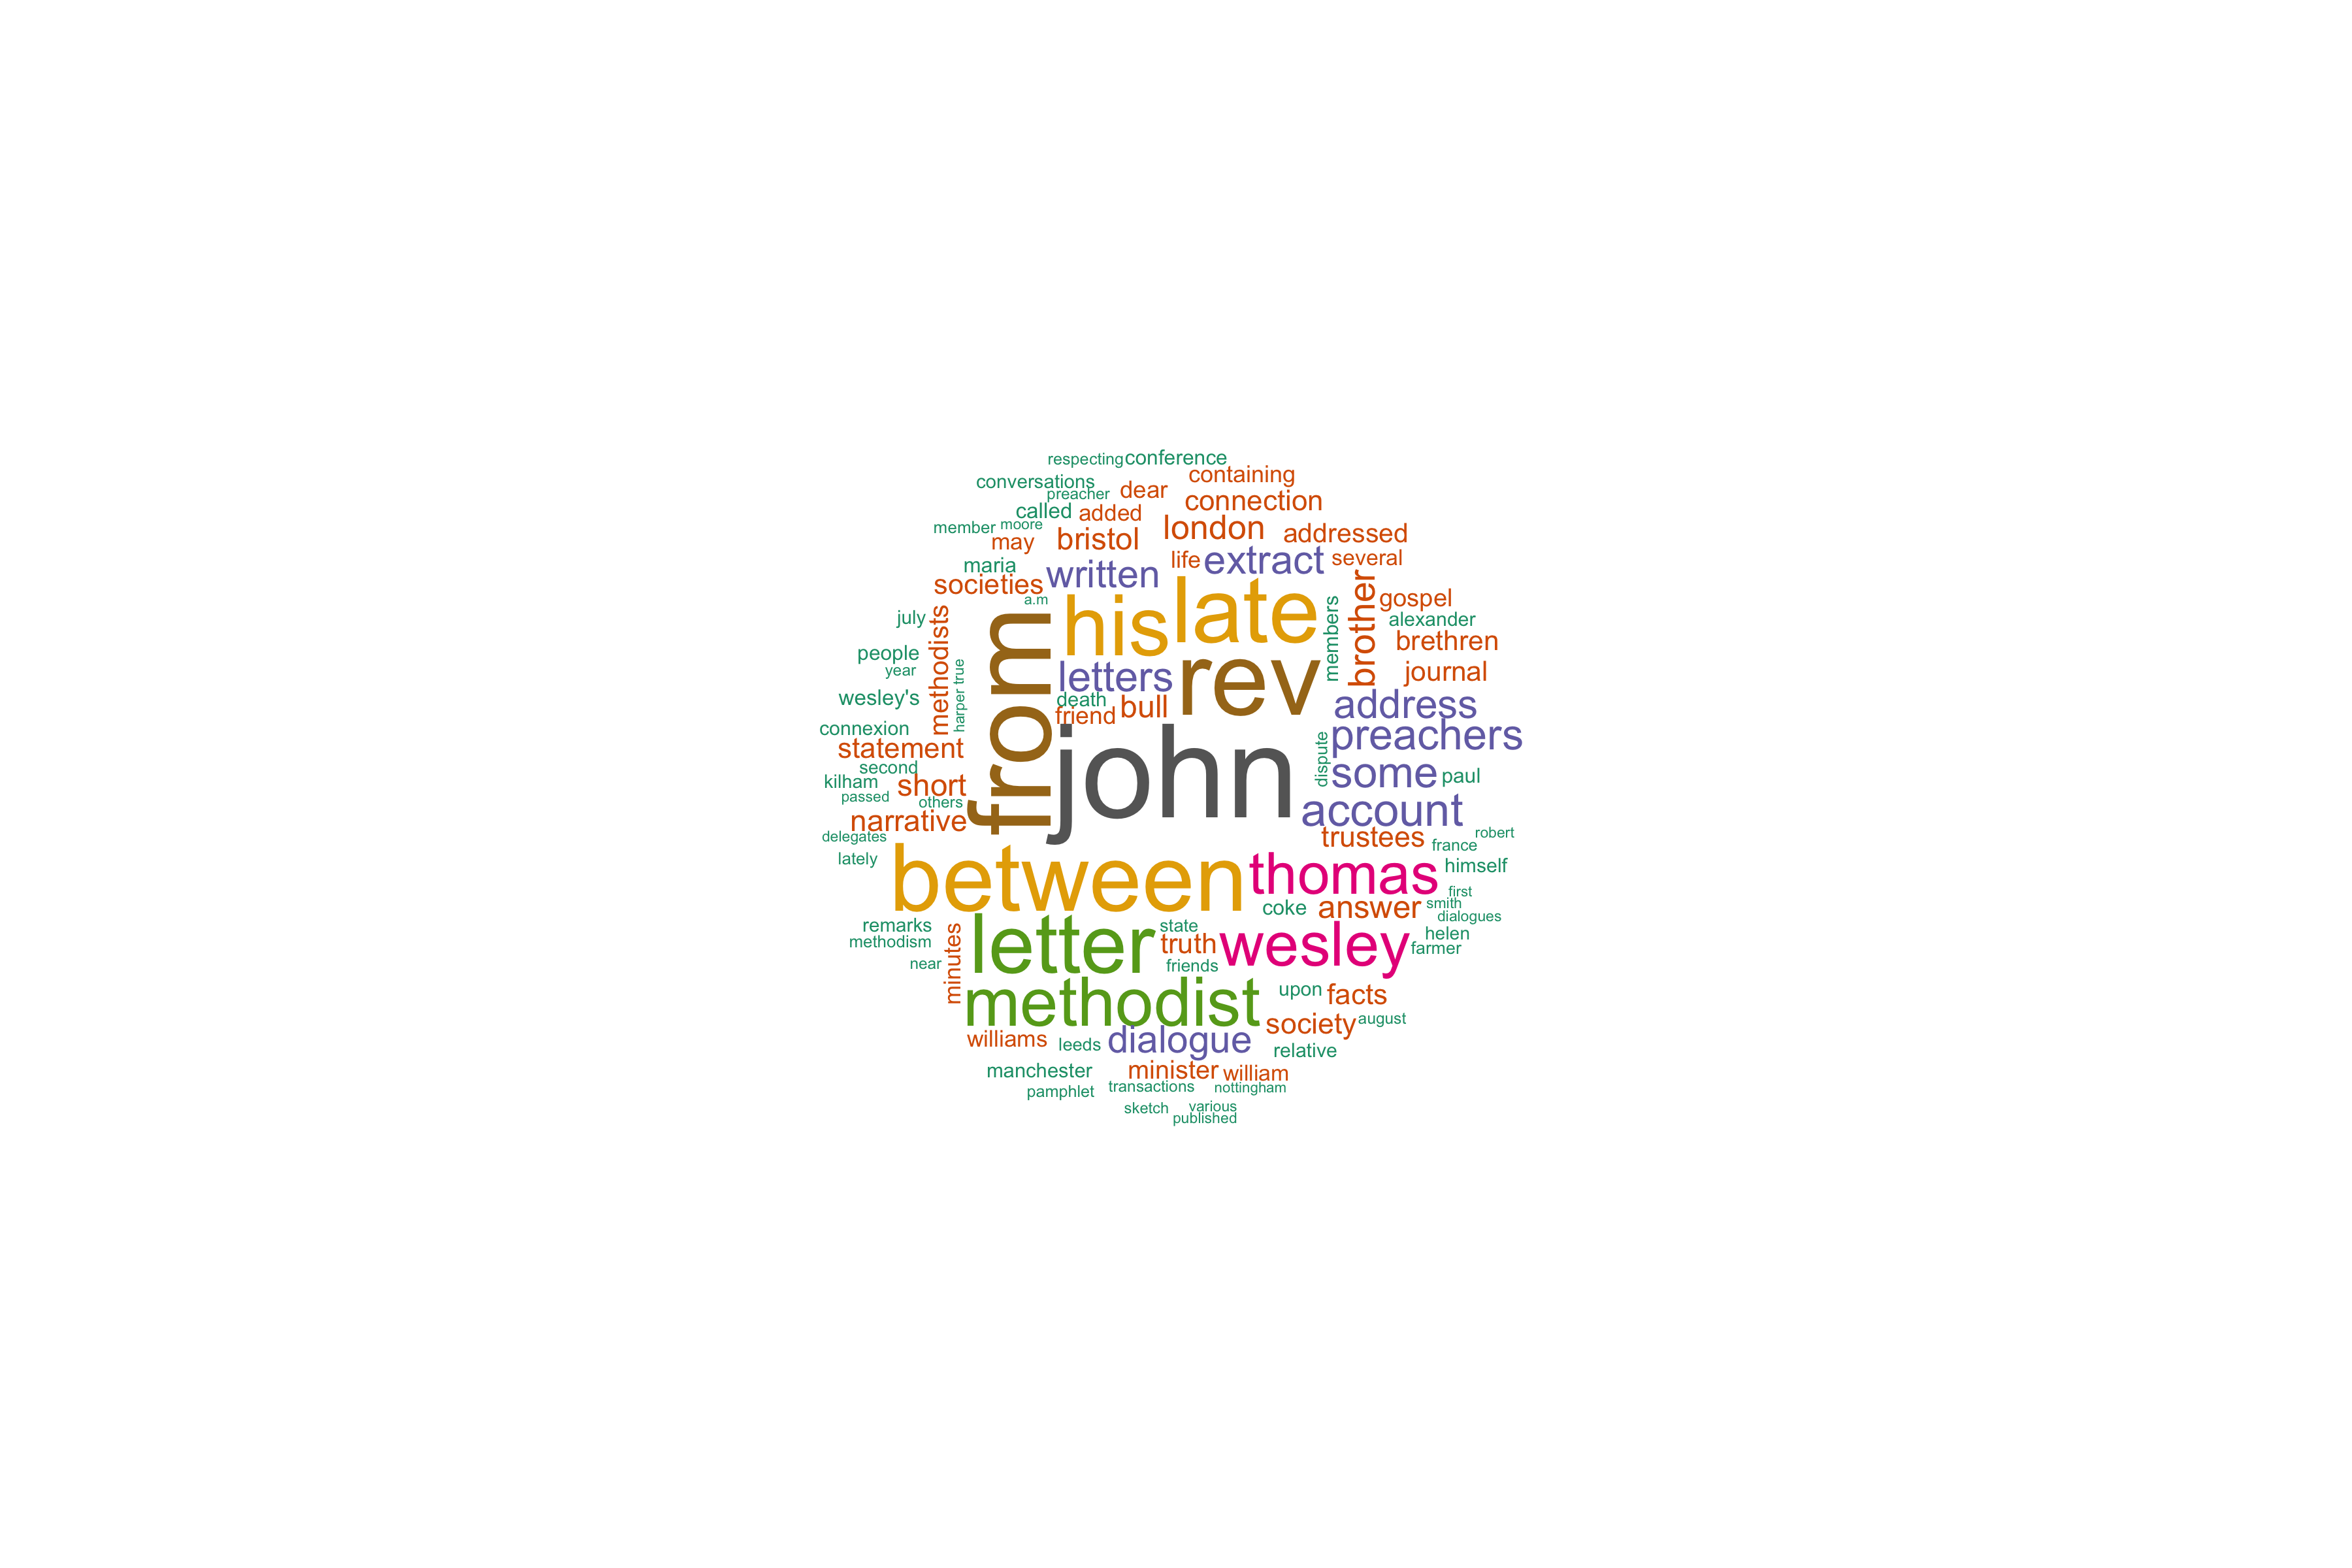 respecting
conference
containing
conversations
preacher
dear
connection
called
added
member
moore
may
bristol
london
addressed
maria
life
extract
several
societies
written
a.m
his
late
brother
gospel
july
methodists
from
members
alexander
people
brethren
year
harper
true
letters
rev
journal
wesley's
death
bull
address
friend
connexion
preachers
statement
john
dispute
second
some
paul
kilham
short
passed
others
account
narrative
delegates
trustees
robert
france
lately
between
thomas
himself
first
coke
answer
smith
dialogues
remarks
letter
state
wesley
helen
methodism
truth
farmer
near
minutes
friends
methodist
upon
facts
society
august
williams
leeds
dialogue
relative
manchester
minister
william
pamphlet
transactions
nottingham
sketch
various
published